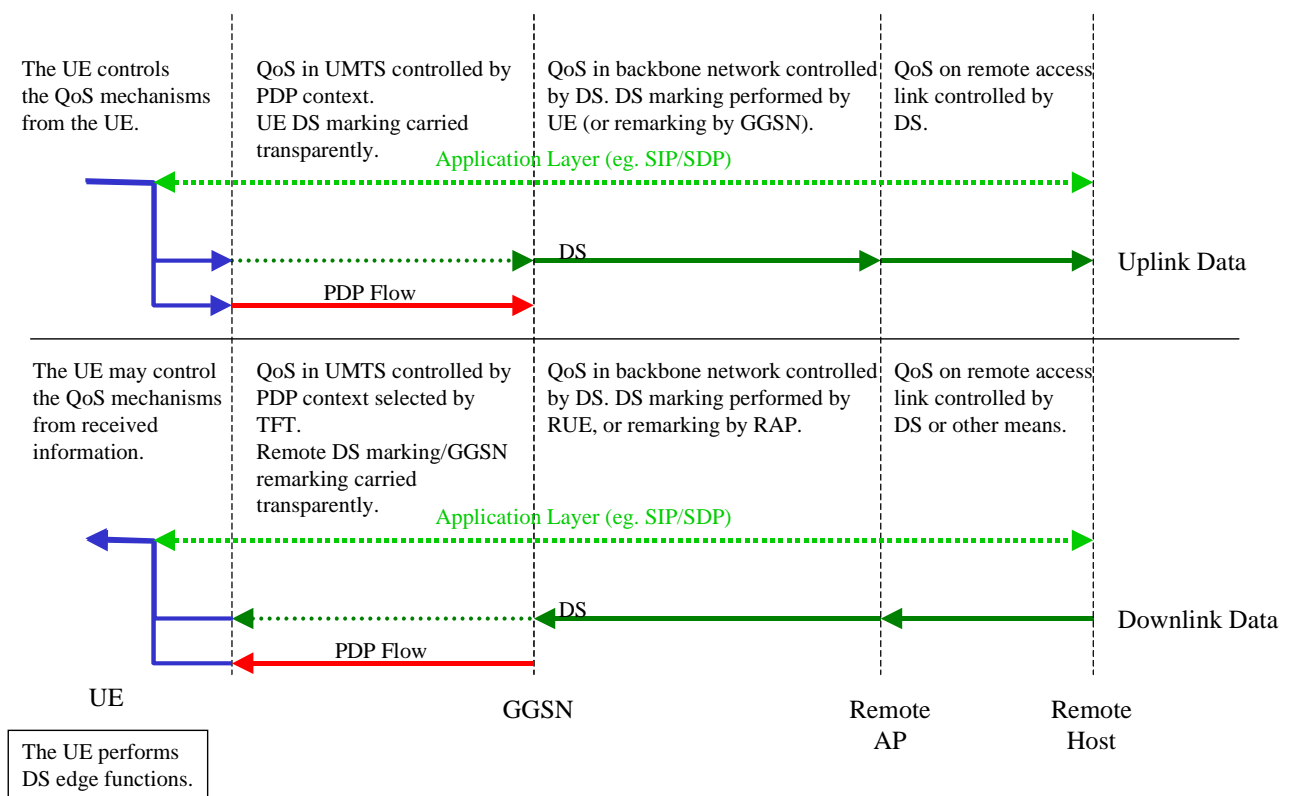 The UE controls
the QoS mechanisms
from the UE.
QoS in UMTS controlled by
PDP context.
UE DS marking carried
transparently.
QoS in backbone network controlled
by DS. DS marking performed by
UE (or remarking by GGSN).
QoS on remote access
link controlled by
DS.
Application Layer (eg. SIP/SDP)
DS
Uplink Data
PDP Flow
The UE may control
the QoS mechanisms
from received
information.
QoS in UMTS controlled by
PDP context selected by
TFT.
Remote DS marking/GGSN
remarking carried
transparently.
QoS in backbone network controlled
by DS. DS marking performed by
RUE, or remarking by RAP.
QoS on remote access
link controlled by
DS or other means.
Application Layer (eg. SIP/SDP)
DS
Downlink Data
PDP Flow
UE
GGSN
Remote
AP
Remote
Host
The UE performs
DS edge functions.